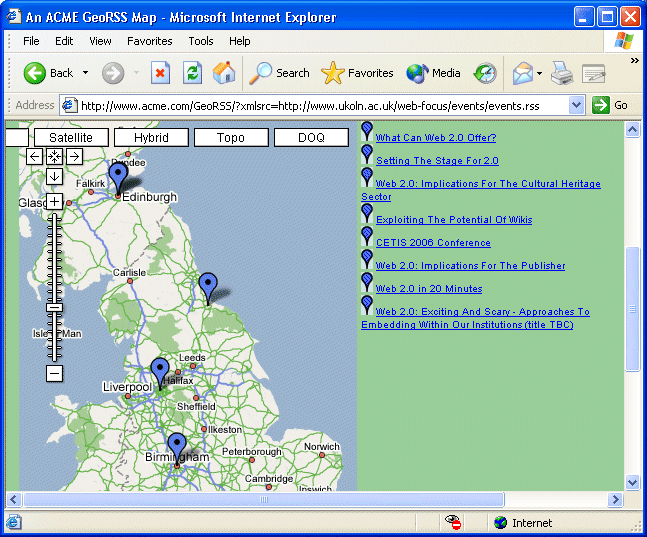 An ACME GeoRSS Map - Microsoft Internet Explorer
File Edit View Favorites Tools Help
Back Search Favorites Media
Address http://www.acme.com/GeoRSS/?xmlsrc=http://www.ukoln.ac.uk/web-focus/events/events.rss Go
Satellite Hybrid Topo DOQ
Dundee
Falkirk
Glasg
Edinburgh
Carlisle
Isle of Man
Leeds
Halifax
Liverpool
Sheffield
Ilkeston
Birmingham
Peterborough
Norwich
Cambridge
Ipswich
What Can Web 2.0 Offer?
Setting The Stage For 2.0
Web 2.0: Implications For The Cultural Heritage
Sector
Exploiting The Potential Of Wikis
CETIS 2006 Conference
Web 2.0: Implications For The Publisher
Web 2.0 in 20 Minutes
Web 2.0: Exciting And Scary - Approaches To
Embedding Within Our Institutions (title TBC)
Internet